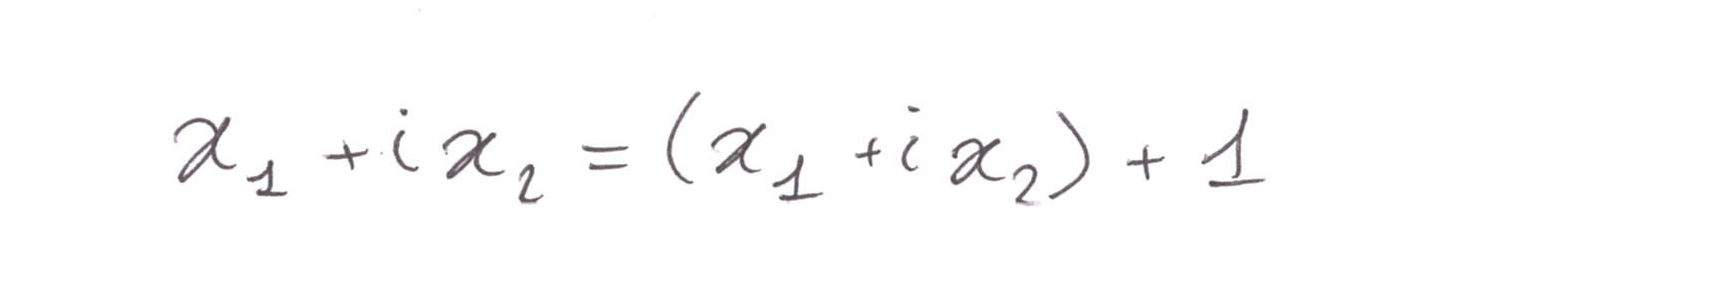 x₁ + i x₂ = (x₁ + i x₂) + 1